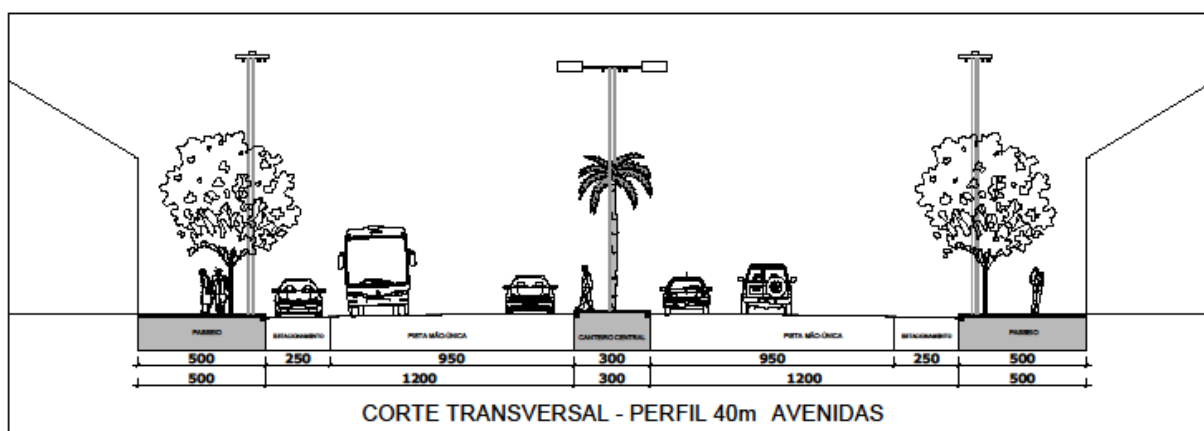 PASSEIO ESTACIONAMENTO PISTA MÃO ÚNICA CANTEIRO CENTRAL PISTA MÃO ÚNICA ESTACIONAMENTO PASSEIO
500 250 950 300 950 250 500
500 1200 300 1200 500
CORTE TRANSVERSAL - PERFIL 40m AVENIDAS